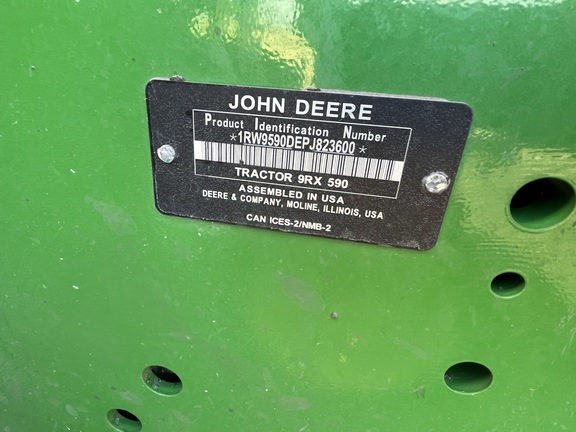 JOHN DEERE
Product Identification Number
*1RW9590DEPJ823600*
TRACTOR 9RX 590
ASSEMBLED IN USA
DEERE & COMPANY, MOLINE, ILLINOIS, USA
CAN ICES-2/NMB-2